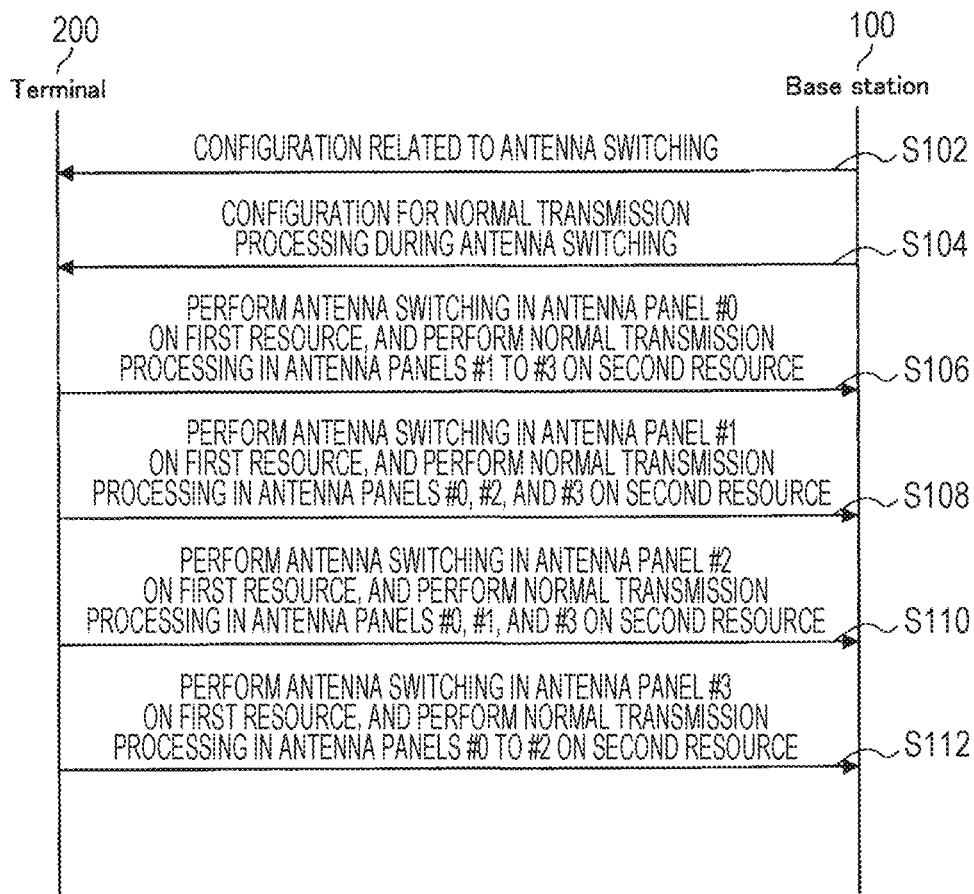 200
100
Terminal
Base station
CONFIGURATION RELATED TO ANTENNA SWITCHING
S102
CONFIGURATION FOR NORMAL TRANSMISSION
PROCESSING DURING ANTENNA SWITCHING
S104
PERFORM ANTENNA SWITCHING IN ANTENNA PANEL #0
ON FIRST RESOURCE, AND PERFORM NORMAL TRANSMISSION
PROCESSING IN ANTENNA PANELS #1 TO #3 ON SECOND RESOURCE
S106
PERFORM ANTENNA SWITCHING IN ANTENNA PANEL #1
ON FIRST RESOURCE, AND PERFORM NORMAL TRANSMISSION
PROCESSING IN ANTENNA PANELS #0, #2, AND #3 ON SECOND RESOURCE
S108
PERFORM ANTENNA SWITCHING IN ANTENNA PANEL #2
ON FIRST RESOURCE, AND PERFORM NORMAL TRANSMISSION
PROCESSING IN ANTENNA PANELS #0, #1, AND #3 ON SECOND RESOURCE
S110
PERFORM ANTENNA SWITCHING IN ANTENNA PANEL #3
ON FIRST RESOURCE, AND PERFORM NORMAL TRANSMISSION
PROCESSING IN ANTENNA PANELS #0 TO #2 ON SECOND RESOURCE
S112